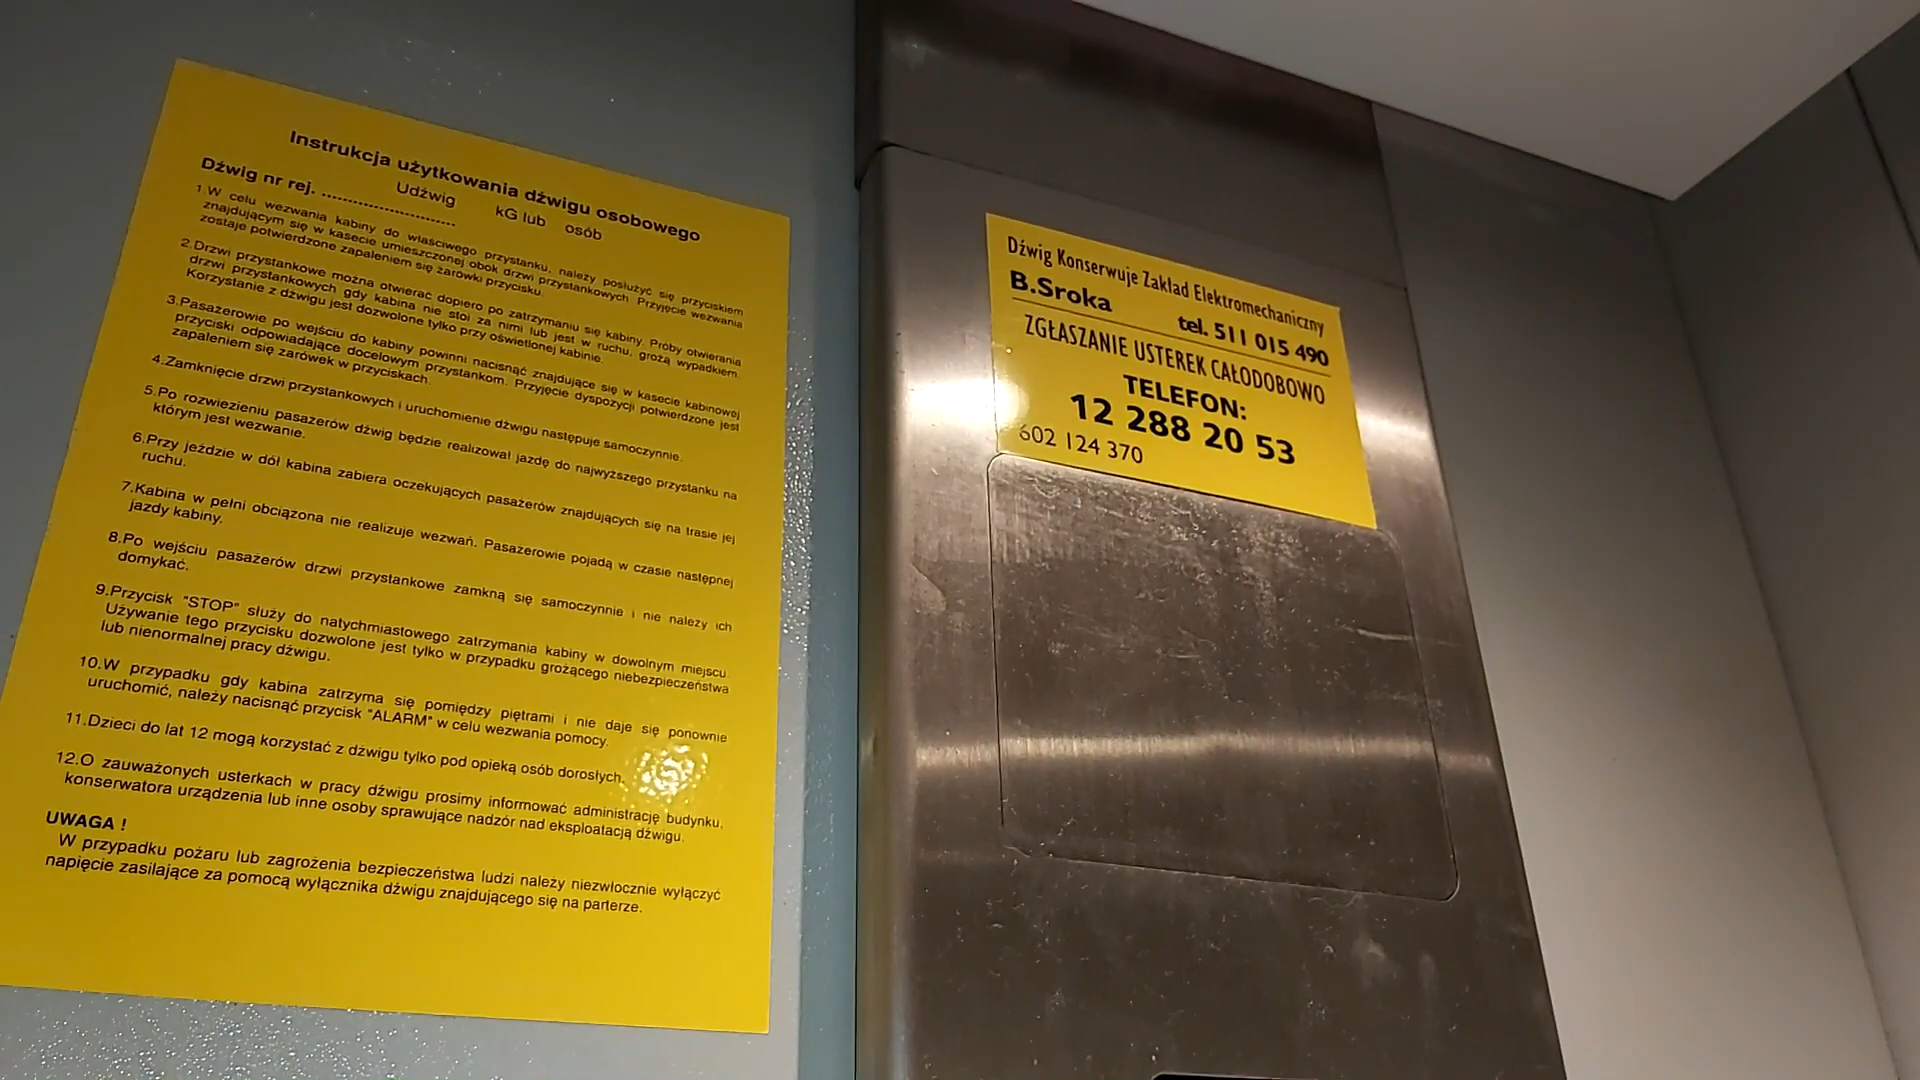 Instrukcja użytkowania dźwigu osobowego
Dźwig nr rej. .......................... Udźwig kG lub osób
1.W celu wezwania kabiny do właściwego przystanku, należy posłużyć się przyciskiem
znajdującym się w kasecie umieszczonej obok drzwi przystankowych Przyjęcie wezwania
zostaje potwierdzone zapaleniem się żarówki przycisku.
2.Drzwi przystankowe można otwierać dopiero po zatrzymaniu się kabiny. Próby otwierania
drzwi przystankowych gdy kabina nie stoi za nimi lub jest w ruchu, grożą wypadkiem.
Korzystanie z dźwigu jest dozwolone tylko przy oświetlonej kabinie.
3.Pasażerowie po wejściu do kabiny powinni nacisnąć znajdujące się w kasecie kabinowej
przyciski odpowiadające docelowym przystankom. Przyjęcie dyspozycji potwierdzone jest
zapaleniem się żarówek w przyciskach.
4.Zamknięcie drzwi przystankowych i uruchomienie dźwigu następuje samoczynnie.
5.Po rozwiezieniu pasażerów dźwig będzie realizował jazdę do najwyższego przystanku na
którym jest wezwanie.
6.Przy jeździe w dół kabina zabiera oczekujących pasażerów znajdujących się na trasie jej
ruchu.
7.Kabina w pełni obciążona nie realizuje wezwań. Pasażerowie pojadą w czasie następnej
jazdy kabiny.
8.Po wejściu pasażerów drzwi przystankowe zamkną się samoczynnie i nie należy ich
domykać.
9.Przycisk "STOP" służy do natychmiastowego zatrzymania kabiny w dowolnym miejscu.
Używanie tego przycisku dozwolone jest tylko w przypadku grożącego niebezpieczeństwa
lub nienormalnej pracy dźwigu.
10.W przypadku gdy kabina zatrzyma się pomiędzy piętrami i nie daje się ponownie
uruchomić, należy nacisnąć przycisk "ALARM" w celu wezwania pomocy.
11.Dzieci do lat 12 mogą korzystać z dźwigu tylko pod opieką osób dorosłych.
12.O zauważonych usterkach w pracy dźwigu prosimy informować administrację budynku,
konserwatora urządzenia lub inne osoby sprawujące nadzór nad eksploatacją dźwigu.
UWAGA !
W przypadku pożaru lub zagrożenia bezpieczeństwa ludzi należy niezwłocznie wyłączyć
napięcie zasilające za pomocą wyłącznika dźwigu znajdującego się na parterze.
Dźwig Konserwuje Zakład Elektromechaniczny
B.Sroka tel. 511 015 490
ZGŁASZANIE USTEREK CAŁODOBOWO
TELEFON:
12 288 20 53
602 124 370